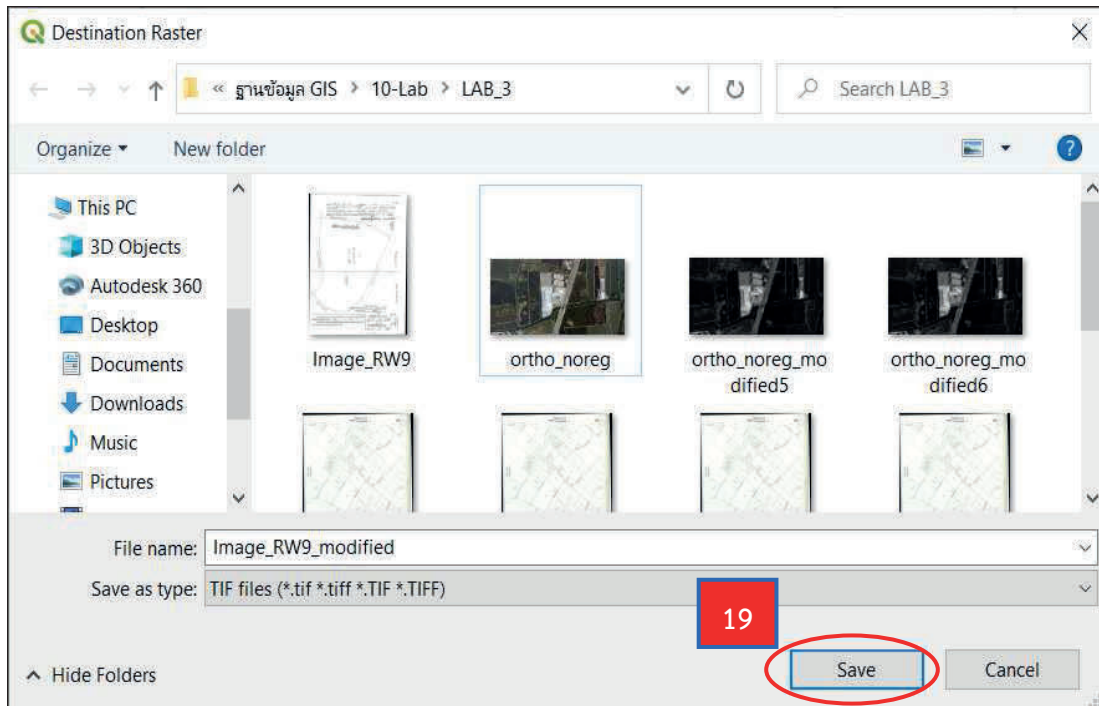 Destination Raster
« ฐานข้อมูล GIS > 10-Lab > LAB_3
Search LAB_3
Organize
New folder
?
This PC
3D Objects
Autodesk 360
Desktop
Documents
Downloads
Music
Pictures
Image_RW9
ortho_noreg
ortho_noreg_mo
dified5
ortho_noreg_mo
dified6
File name: Image_RW9_modified
Save as type: TIF files (*.tif *.tiff *.TIF *.TIFF)
19
Hide Folders
Save
Cancel